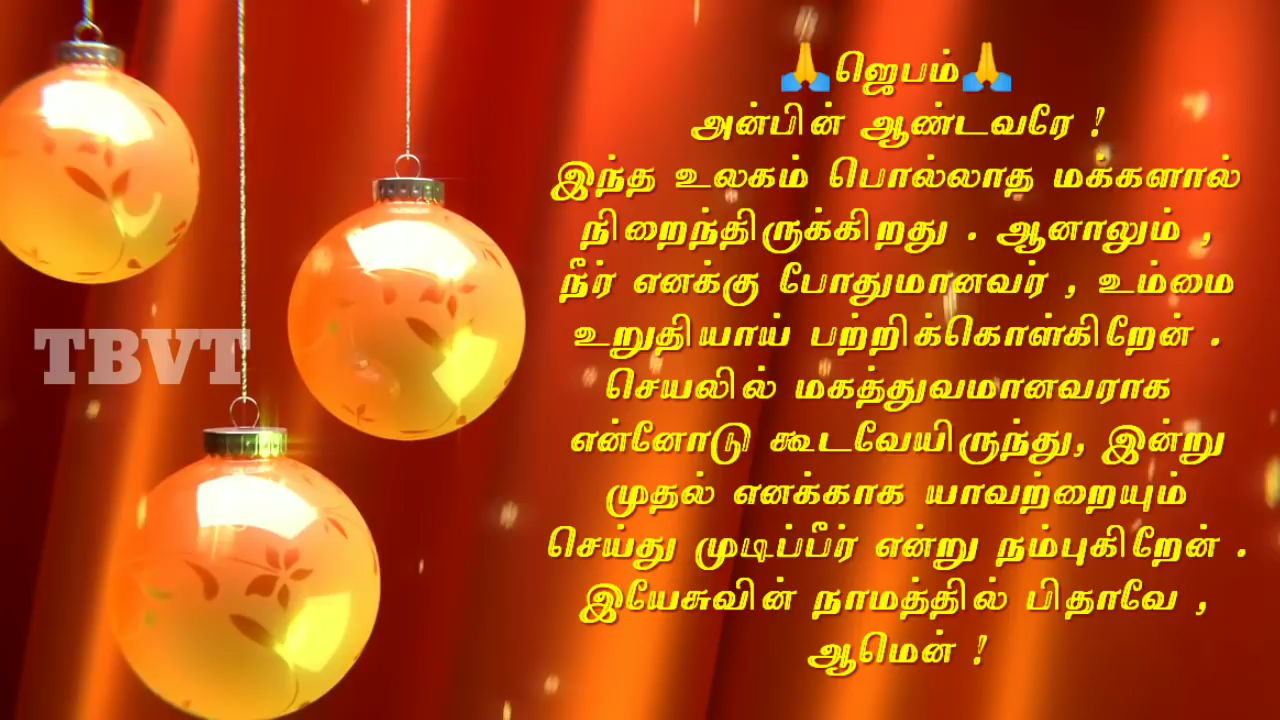 TBVT
🙏ஜெபம்🙏
அன்பின் ஆண்டவரே !
இந்த உலகம் பொல்லாத மக்களால்
நிறைந்திருக்கிறது . ஆனாலும் ,
நீர் எனக்கு போதுமானவர் , உம்மை
உறுதியாய் பற்றிக்கொள்கிறேன் .
செயலில் மகத்துவமானவராக
என்னோடு கூடவேயிருந்து, இன்று
முதல் எனக்காக யாவற்றையும்
செய்து முடிப்பீர் என்று நம்புகிறேன் .
இயேசுவின் நாமத்தில் பிதாவே ,
ஆமென் !